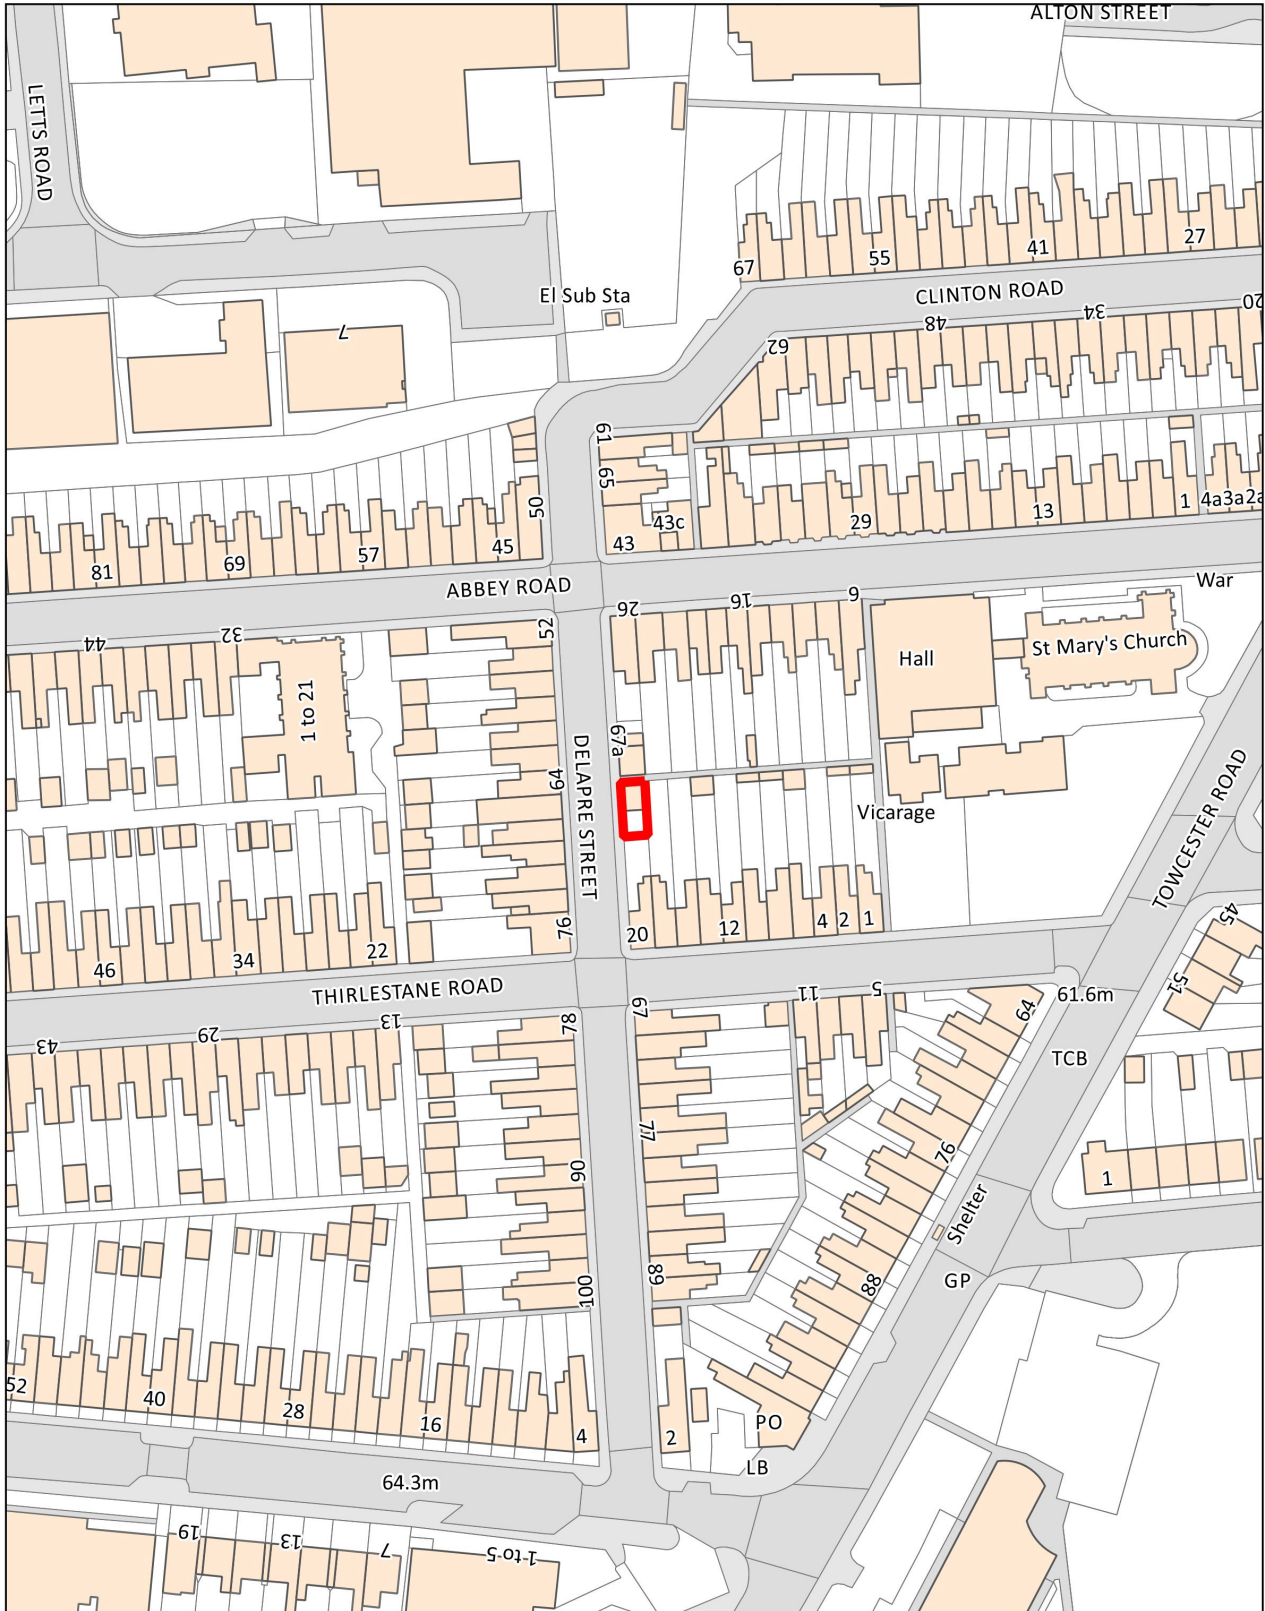 ALTON STREET
LETTS ROAD
27
41
55
67
El Sub Sta
CLINTON ROAD
20
34
48
7
62
61
65
50
43c
43
29
13
1
4a
3a
2a
45
57
69
81
ABBEY ROAD
War
26
16
6
52
32
44
Hall
St Mary's Church
1 to 21
67a
DELAPRE STREET
64
Vicarage
TOWCESTER ROAD
76
20
12
4
2
1
46
34
22
45
51
THIRLESTANE ROAD
61.6m
11
5
64
67
78
13
29
43
TCB
77
76
90
1
Shelter
89
88
100
GP
52
40
28
16
4
2
PO
LB
64.3m
19
13
7
1 to 5